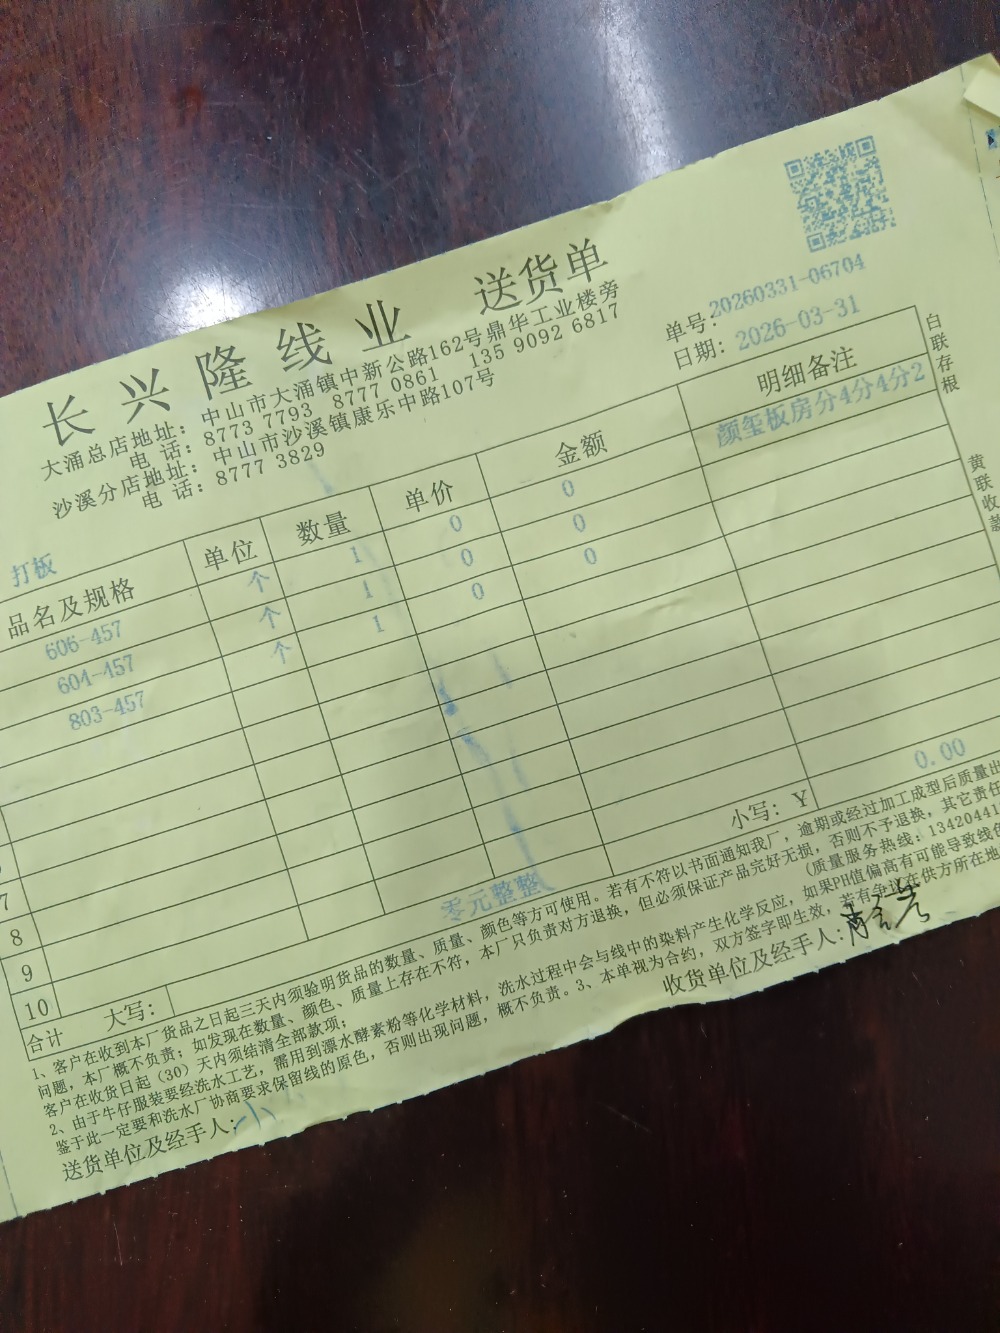 长兴隆线业 送货单
大涌总店地址：中山市大涌镇中新公路162号鼎华工业楼旁
电 话：8773 7793 8777 0861 135 9092 6817
沙溪分店地址：中山市沙溪镇康乐中路107号
电 话：8777 3829
单号：20260331-06704
日期：2026-03-31
打板
品名及规格 单位 数量 单价 金额 明细备注
606-457 个 1 0 0 颜玺板房分4分4分2
604-457 个 1 0 0
803-457 个 1 0 0
7
8
9
10
合计 大写： 零元整整 小写：Y 0.00
1、客户在收到本厂货品之日起三天内须验明货品的数量、质量、颜色等方可使用。若有不符以书面通知我厂，逾期或经过加工成型后质量出
问题，本厂概不负责；如发现在数量、颜色、质量上存在不符，本厂只负责对方退换，但必须保证产品完好无损，否则不予退换，其它责任
客户在收货日起（30）天内须结清全部款项；（质量服务热线：13420441
2、由于牛仔服装要经洗水工艺，需用到漂水酵素粉等化学材料，洗水过程中会与线中的染料产生化学反应，如果PH值偏高有可能导致线色
鉴于此一定要和洗水厂协商要求保留线的原色，否则出现问题，概不负责。3、本单视为合约，双方签字即生效，若有争议在供方所在地
送货单位及经手人：小 收货单位及经手人：
白联存根
黄联收款